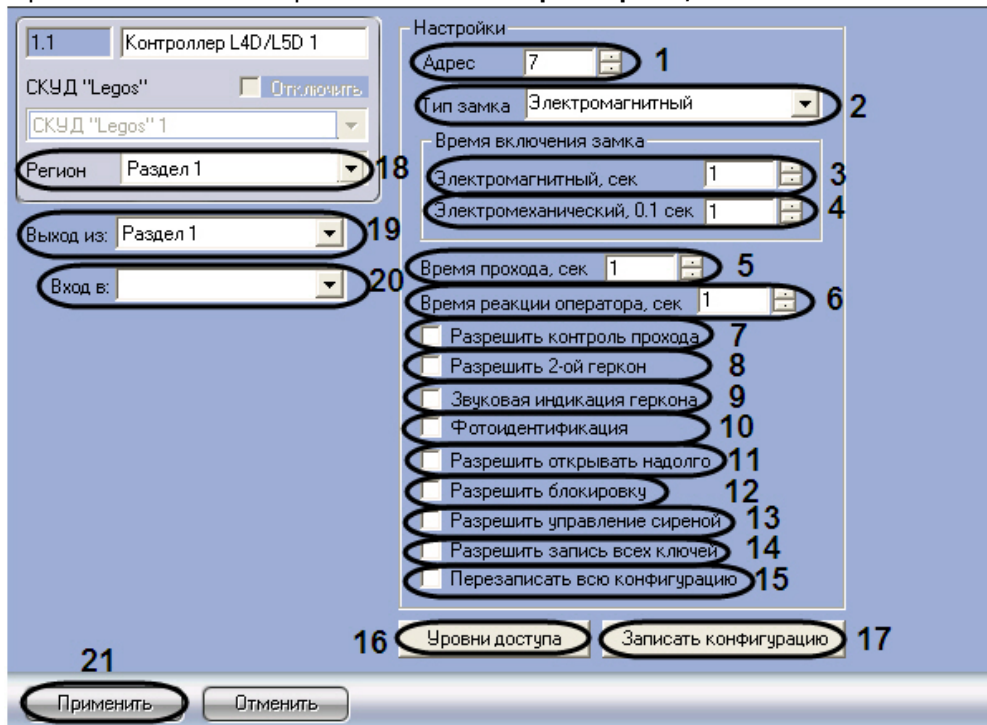 1.1 Контроллер L4D/L5D 1
СКУД "Legos" Отключить
СКУД "Legos" 1
Регион Раздел 1 18
Выход из: Раздел 1 19
Вход в: 20
Настройки
Адрес 7 1
Тип замка Электромагнитный 2
Время включения замка
Электромагнитный, сек 1 3
Электромеханический, 0.1 сек 1 4
Время прохода, сек 1 5
Время реакции оператора, сек 1 6
Разрешить контроль прохода 7
Разрешить 2-ой геркон 8
Звуковая индикация геркона 9
Фотоидентификация 10
Разрешить открывать надолго 11
Разрешить блокировку 12
Разрешить управление сиреной 13
Разрешить запись всех ключей 14
Перезаписать всю конфигурацию 15
16 Уровни доступа Записать конфигурацию 17
21
Применить Отменить